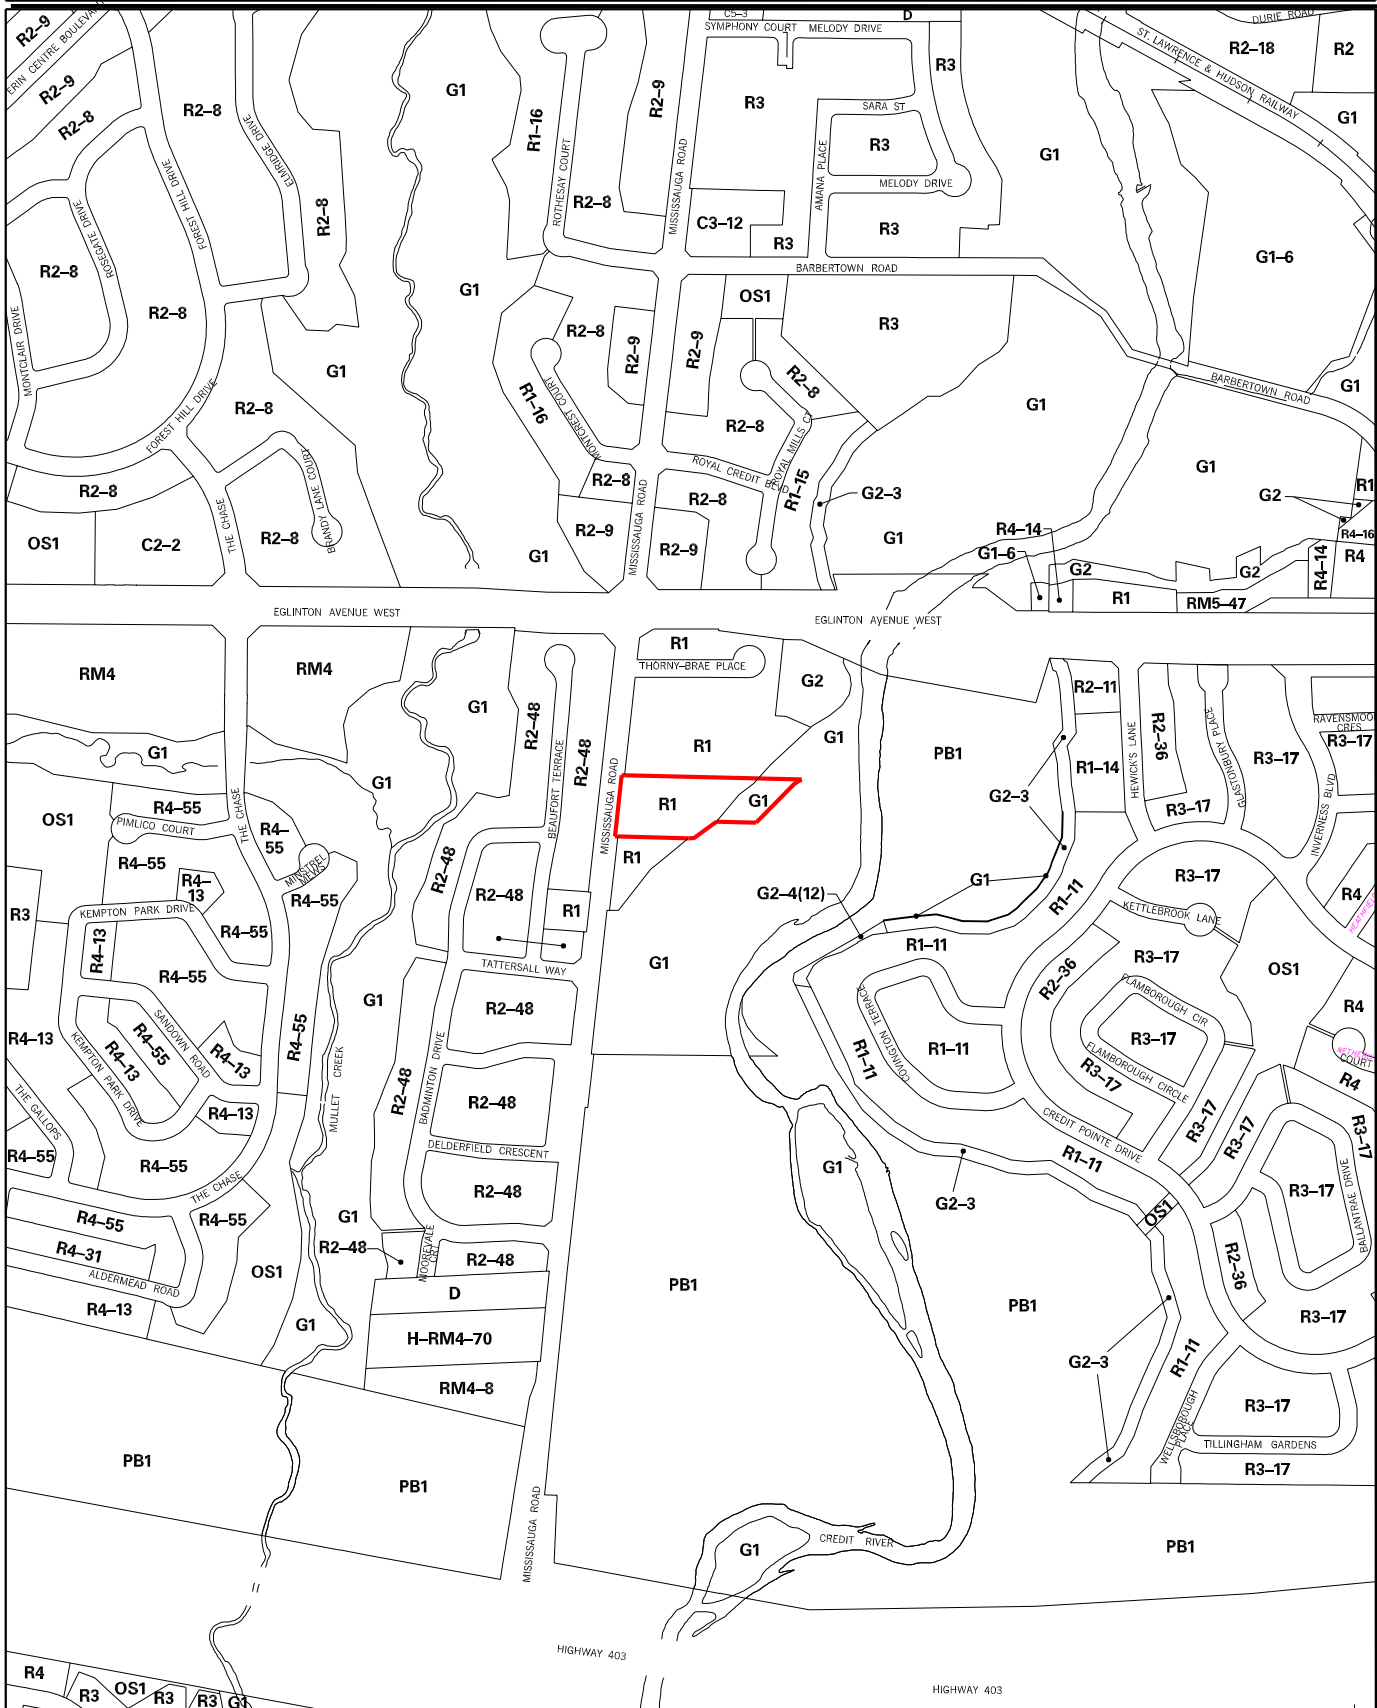 R2–9
ERIN CENTRE BOULEVARD
R2–9
R2–8
R2–8
ELMRIDGE DRIVE
FOREST HILL DRIVE
R2–8
ROSEGATE DRIVE
R2–8
R2–8
MONTCLAIR DRIVE
FOREST HILL DRIVE
R2–8
G1
R2–8
THE CHASE
R2–8
BRANDY LANE COURT
OS1
C2–2
G1
R1–16
ROTHESAY COURT
R2–9
MISSISSAUGA ROAD
R2–8
G1
C5–3
D
SYMPHONY COURT
MELODY DRIVE
R3
R3
SARA ST
R3
AMANA PLACE
MELODY DRIVE
C3–12
R3
R3
BARBERTOWN ROAD
DURIE ROAD
ST. LAWRENCE & HUDSON RAILWAY
R2–18
R2
G1
G1
G1–6
OS1
R2–8
R2–9
R2–9
R3
R2–8
R1–16
MONTCREST COURT
R2–8
ROYAL MILLS CT
ROYAL CREDIT BLVD
R1–15
R2–8
R2–8
R2–9
R2–9
MISSISSAUGA ROAD
G1
G2–3
G1
G1
BARBERTOWN ROAD
G1
G1
R1
G2
R4–16
R4–14
R4
R4–14
G1–6
G2
G2
R1
RM5–47
EGLINTON AVENUE WEST
EGLINTON AVENUE WEST
RM4
RM4
G1
G1
G1
R2–48
BEAUFORT TERRACE
R2–48
MISSISSAUGA ROAD
R1
THORNY–BRAE PLACE
G2
R1
G1
R1
G1
R1
PB1
R2–11
R1–14
HEWICK'S LANE
R2–36
GLASTONBURY PLACE
R3–17
R3–17
RAVENSMOOR
CRES
R3–17
INVERNESS BLVD
G2–3
G1
G2–4(12)
R1–11
R1–11
R3–17
KETTLEBROOK LANE
R4
R3–17
OS1
R4
COURT
R4
OS1
R4–55
PIMLICO COURT
THE CHASE
R4–
55
MINSTREL
MEWS
R4–55
R4–
13
R4–55
KEMPTON PARK DRIVE
R4–55
R3
R4–13
R4–55
R4–55
SANDOWN ROAD
R4–13
R4–55
R4–13
KEMPTON PARK DRIVE
R4–13
R4–13
THE GALLOPS
R4–55
R4–55
THE CHASE
R4–55
R4–31
ALDERMEAD ROAD
R4–13
R4–55
OS1
MULLET CREEK
G1
R2–48
R2–48
R1
TATTERSALL WAY
R2–48
BADMINTON DRIVE
R2–48
R2–48
DELDERFIELD CRESCENT
R2–48
G1
R2–48
MOOREVALE
CRT
R2–48
D
H–RM4–70
RM4–8
G1
G1
COVINGTON TERRACE
R1–11
R1–11
R2–36
FLAMBOROUGH CIR
R3–17
FLAMBOROUGH CIRCLE
R3–17
R3–17
R3–17
R3–17
BALLANTRAE DRIVE
R3–17
CREDIT POINTE DRIVE
R1–11
G2–3
OS1
R2–36
R3–17
G1
PB1
PB1
G2–3
R1–11
WELLSBOROUGH
PLACE
R3–17
TILLINGHAM GARDENS
R3–17
PB1
PB1
MISSISSAUGA ROAD
G1
CREDIT RIVER
PB1
HIGHWAY 403
HIGHWAY 403
R4
R3
OS1
R3
R3
G1